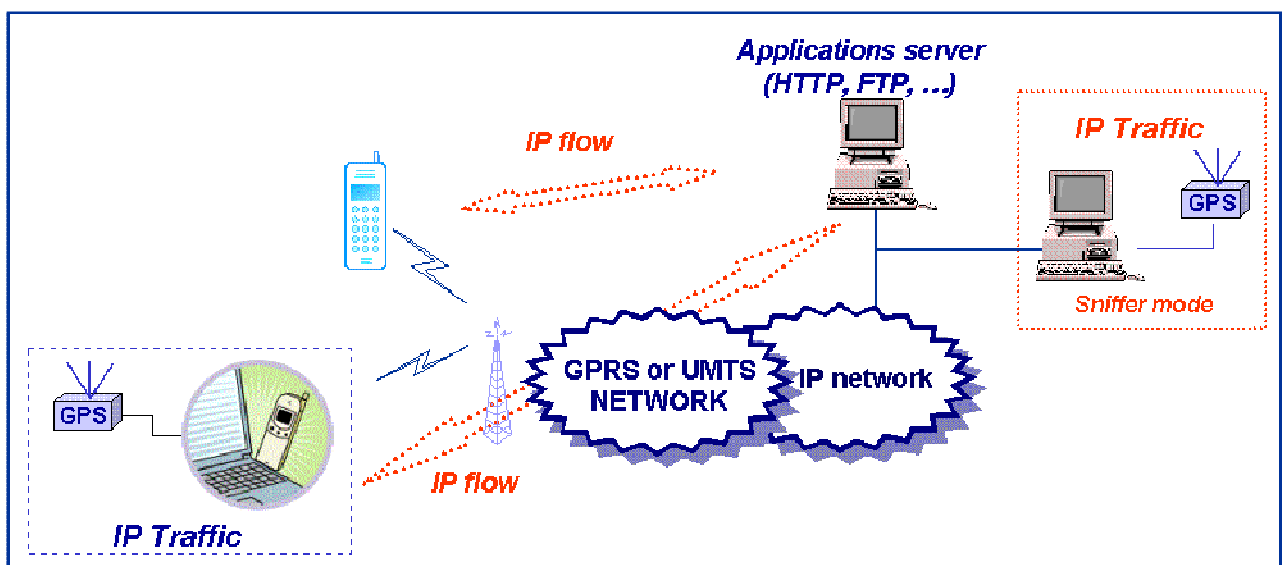 Applications server
(HTTP, FTP, ...)
IP Traffic
GPS
Sniffer mode
IP flow
GPRS or UMTS
NETWORK
IP network
GPS
IP flow
IP Traffic